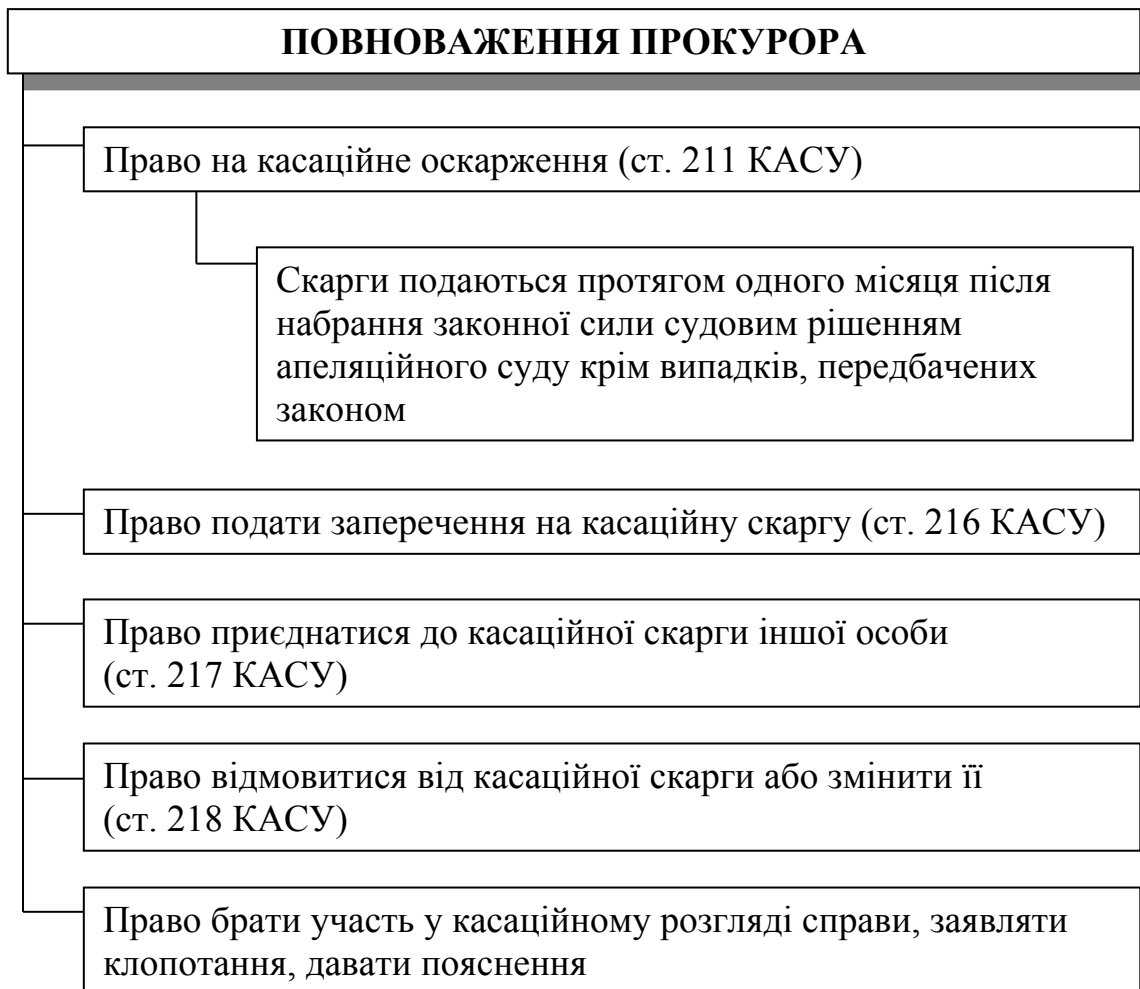 ПОВНОВАЖЕННЯ ПРОКУРОРА
Право на касаційне оскарження (ст. 211 КАСУ)
Скарги подаються протягом одного місяця після
набрання законної сили судовим рішенням
апеляційного суду крім випадків, передбачених
законом
Право подати заперечення на касаційну скаргу (ст. 216 КАСУ)
Право приєднатися до касаційної скарги іншої особи
(ст. 217 КАСУ)
Право відмовитися від касаційної скарги або змінити її
(ст. 218 КАСУ)
Право брати участь у касаційному розгляді справи, заявляти
клопотання, давати пояснення